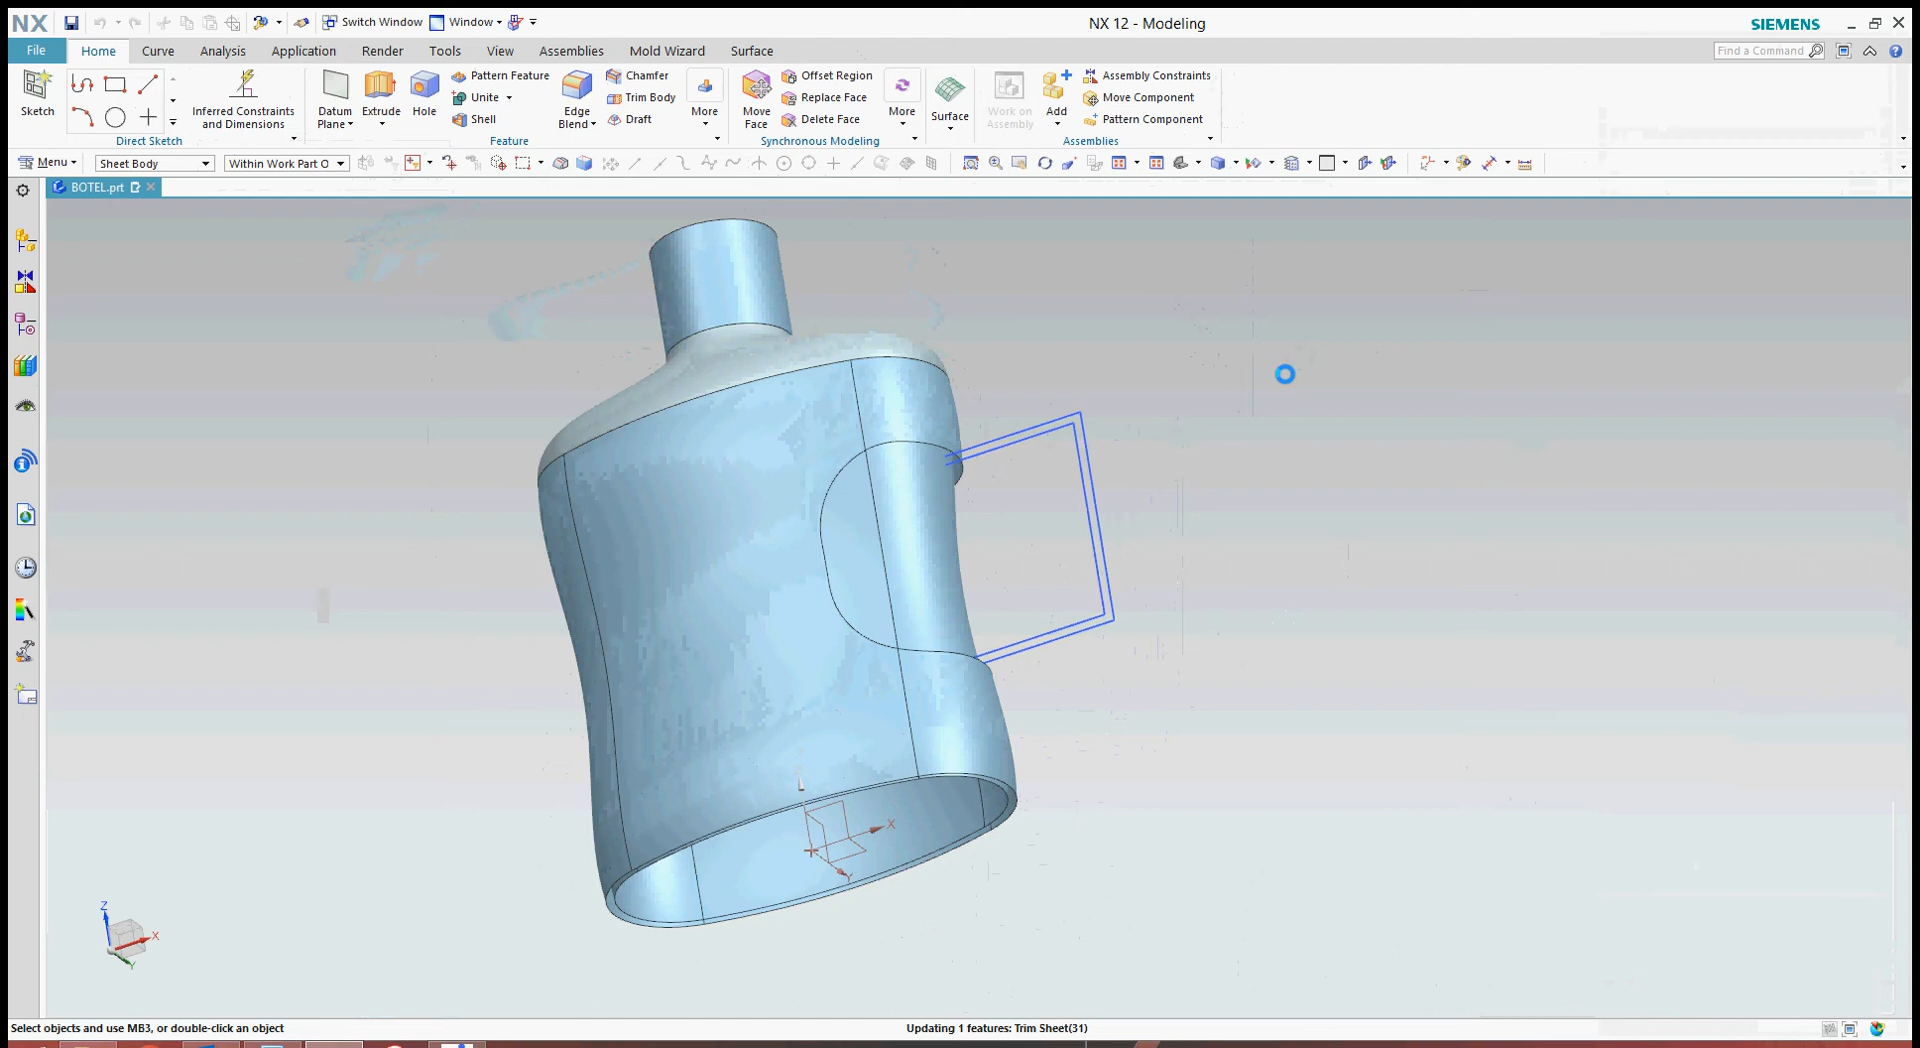 NX
Switch Window
Window
NX 12 - Modeling
SIEMENS
File
Home
Curve
Analysis
Application
Render
Tools
View
Assemblies
Mold Wizard
Surface
Find a Command
Sketch
Inferred Constraints
and Dimensions
Direct Sketch
Datum
Plane
Extrude
Hole
Pattern Feature
Unite
Shell
Edge
Blend
Chamfer
Trim Body
Draft
More
Feature
Move
Face
Offset Region
Replace Face
Delete Face
More
Synchronous Modeling
Surface
Work on
Assembly
Add
Assembly Constraints
Move Component
Pattern Component
Assemblies
Menu
Sheet Body
Within Work Part O
BOTEL.prt
X
Y
Z
X
Y
Select objects and use MB3, or double-click an object
Updating 1 features: Trim Sheet(31)